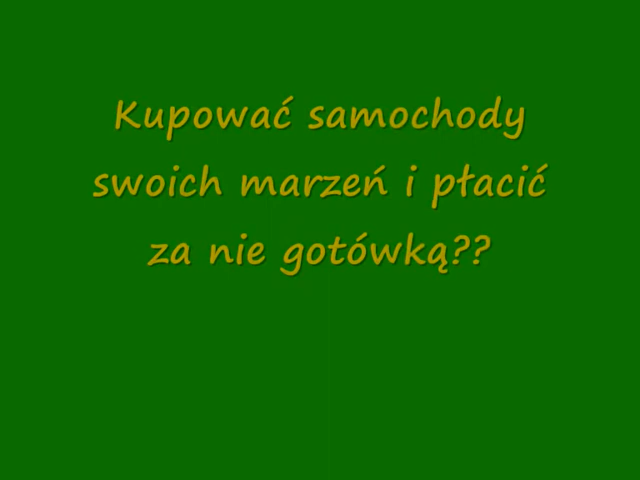 Kupować samochody
swoich marzeń i płacić
za nie gotówką??